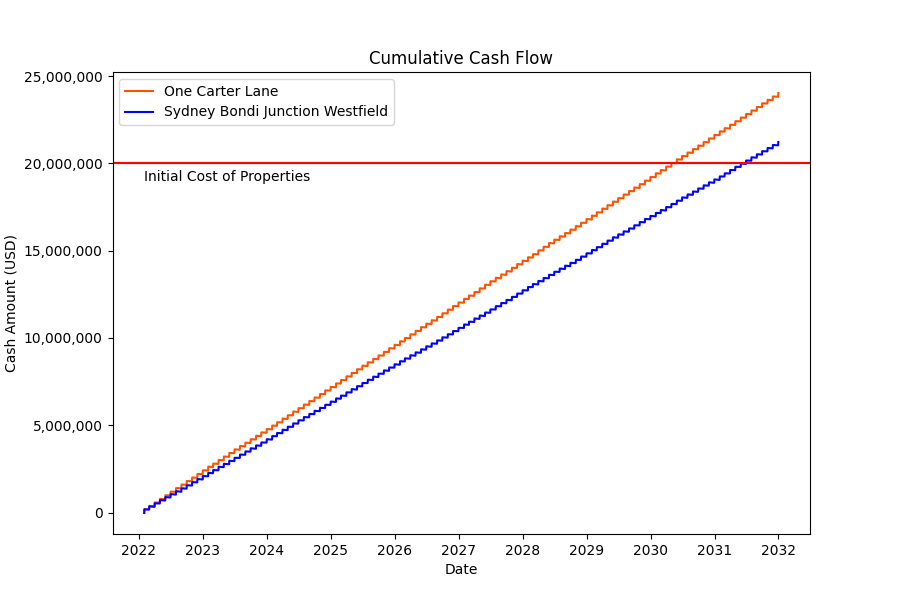 Cumulative Cash Flow
25,000,000
20,000,000
15,000,000
10,000,000
5,000,000
0
Cash Amount (USD)
One Carter Lane
Sydney Bondi Junction Westfield
Initial Cost of Properties
2022 2023 2024 2025 2026 2027 2028 2029 2030 2031 2032
Date